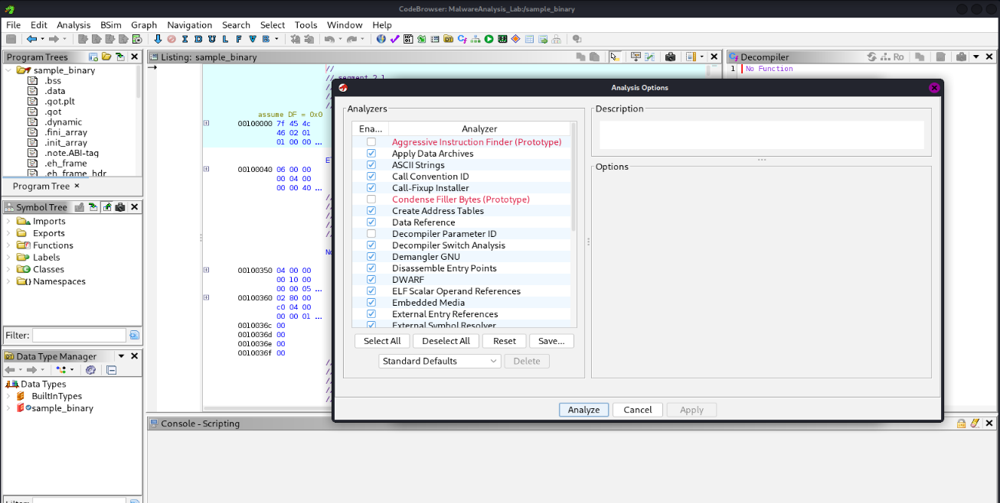 CodeBrowser: MalwareAnalysis_Lab:/sample_binary
File Edit Analysis BSim Graph Navigation Search Select Tools Window Help
I D U L F V B
Program Trees
sample_binary
.bss
.data
.got.plt
.got
.dynamic
.fini_array
.init_array
.note.ABI-tag
.eh_frame
.eh_frame_hdr
Program Tree ×
Symbol Tree
Imports
Exports
Functions
Labels
Classes
Namespaces
Filter:
Data Type Manager
Data Types
BuiltInTypes
sample_binary
Listing: sample_binary
//
// segment_2.1
//
//
//
assume DF = 0x0
00100000 7f 45 4c
46 02 01
01 00 00 ...
00100040 06 00 00
00 04 00
00 00 40 ...
//
//
//
//
//
00100350 04 00 00
00 10 00
00 00 05 ...
00100360 02 80 00
c0 04 00
00 00 01 ...
0010036c 00
0010036d 00
0010036e 00
0010036f 00
//
//
//
//
//
Decompiler
Ro
1 No Function
Analysis Options
Analyzers
Ena... Analyzer
Aggressive Instruction Finder (Prototype)
Apply Data Archives
ASCII Strings
Call Convention ID
Call-Fixup Installer
Condense Filler Bytes (Prototype)
Create Address Tables
Data Reference
Decompiler Parameter ID
Decompiler Switch Analysis
Demangler GNU
Disassemble Entry Points
DWARF
ELF Scalar Operand References
Embedded Media
External Entry References
External Symbol Resolver
Select All Deselect All Reset Save...
Standard Defaults Delete
Description
Options
Analyze Cancel Apply
Console - Scripting
Filter: